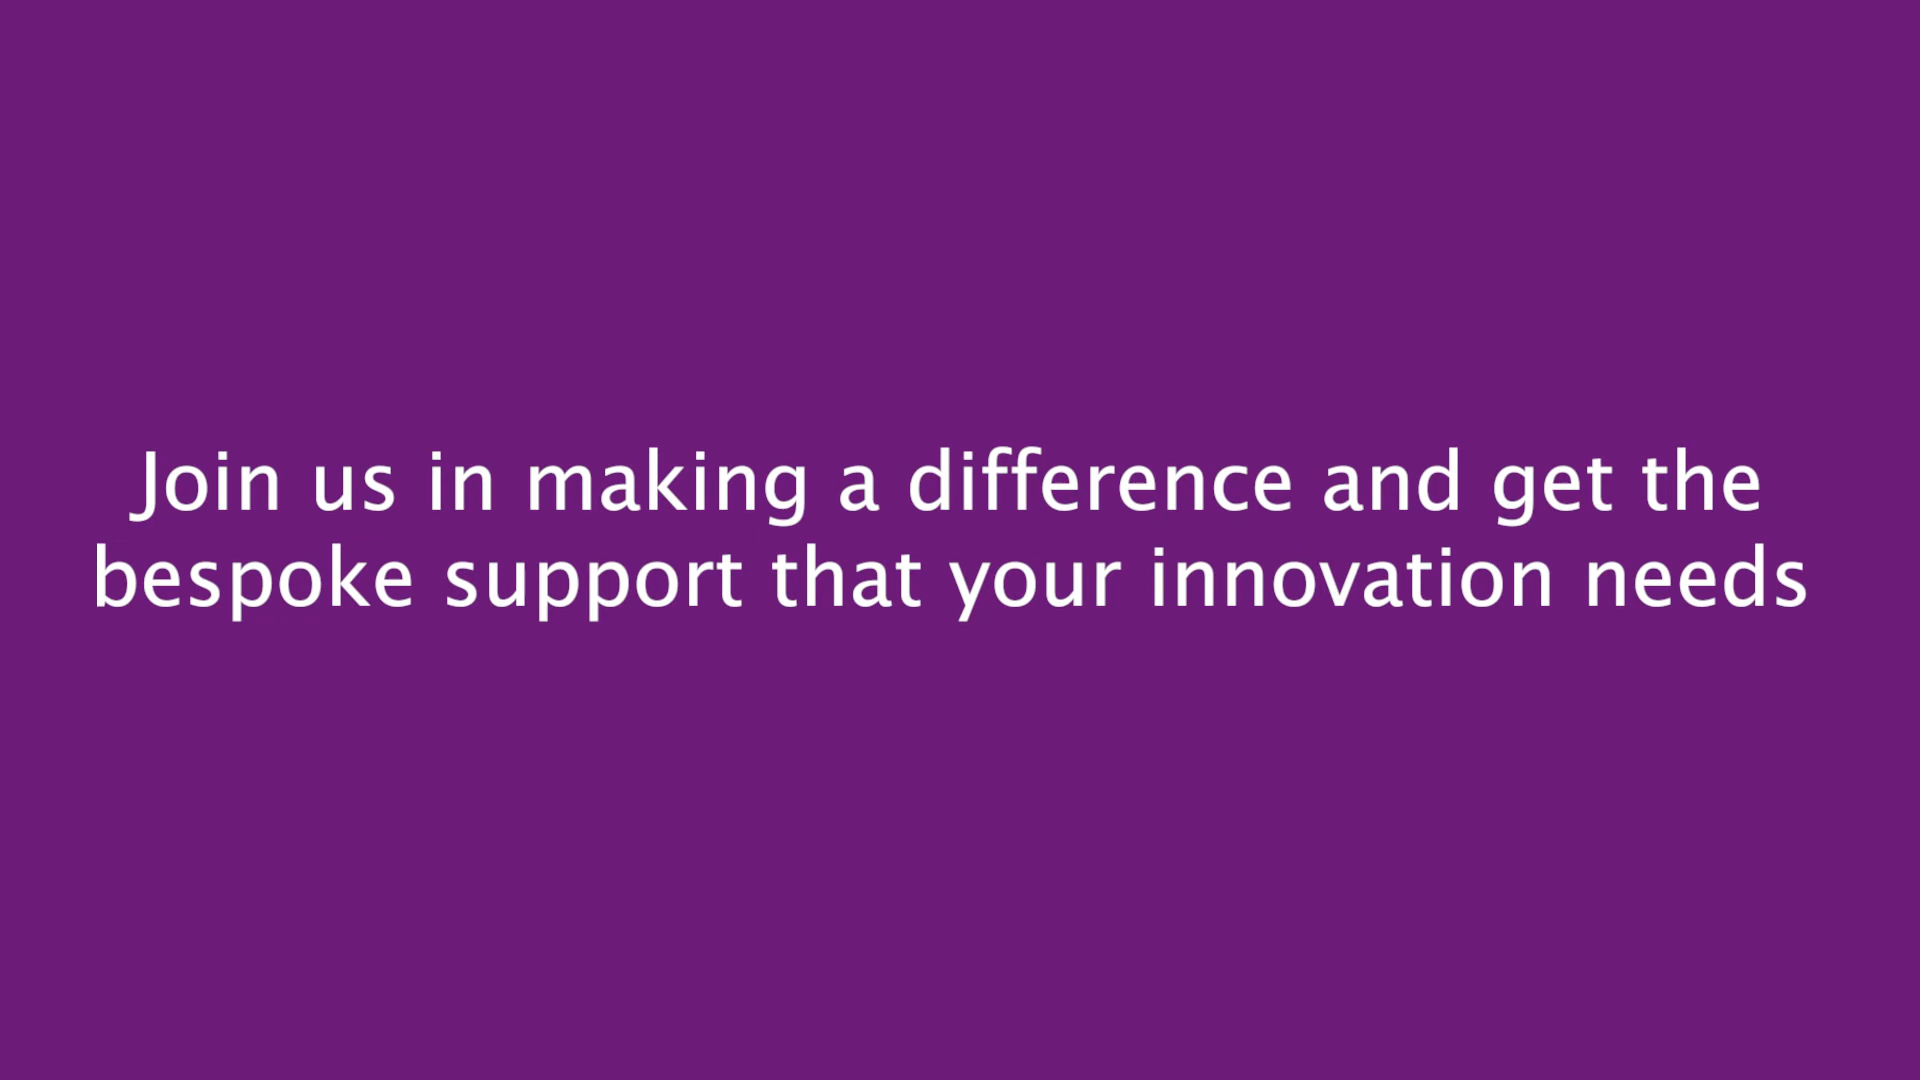 Join us in making a difference and get the
bespoke support that your innovation needs